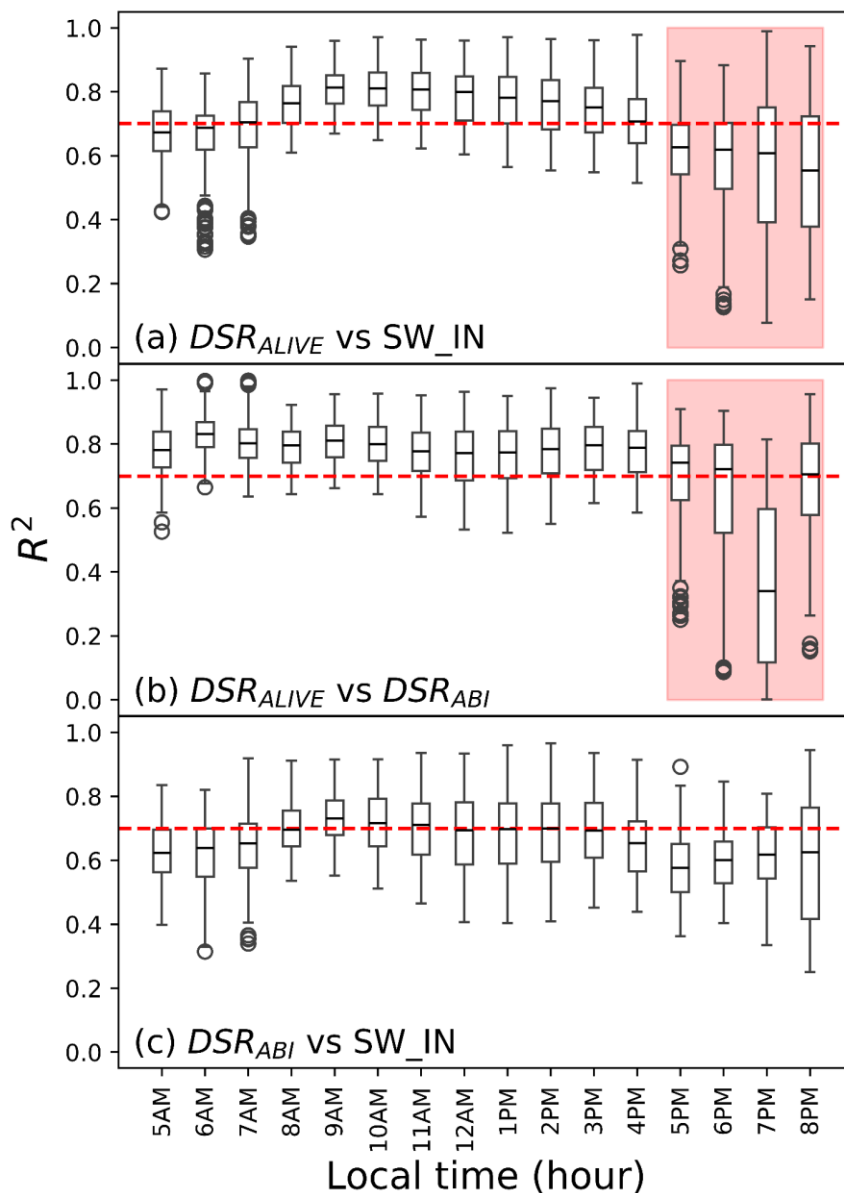 1.0
0.8
0.6
0.4
0.2
0.0
(a) DSR_ALIVE vs SW_IN
1.0
0.8
0.6
0.4
0.2
0.0
(b) DSR_ALIVE vs DSR_ABI
1.0
0.8
0.6
0.4
0.2
0.0
(c) DSR_ABI vs SW_IN
R²
5AM
6AM
7AM
8AM
9AM
10AM
11AM
12AM
1PM
2PM
3PM
4PM
5PM
6PM
7PM
8PM
Local time (hour)